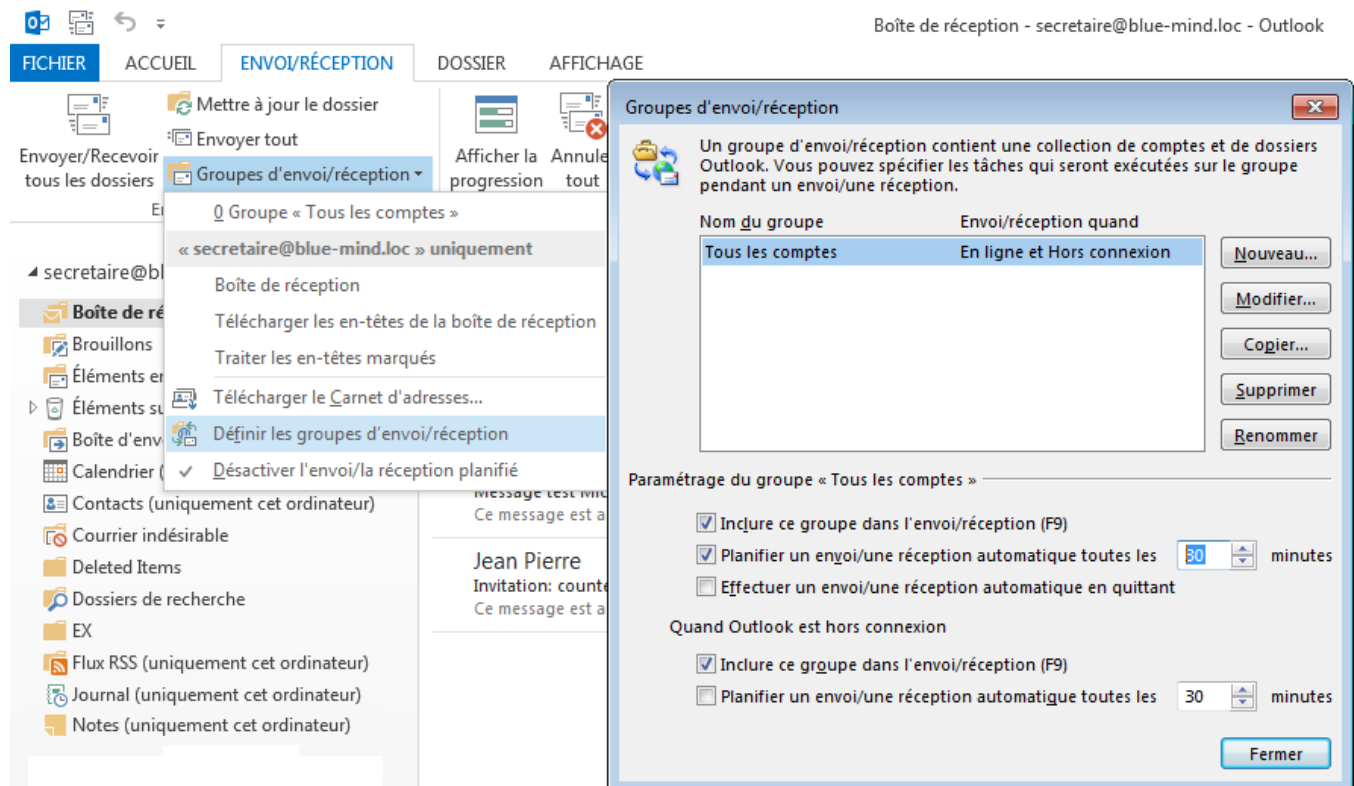 Boîte de réception - secretaire@blue-mind.loc - Outlook
FICHIER ACCUEIL ENVOI/RÉCEPTION DOSSIER AFFICHAGE
Envoyer/Recevoir
tous les dossiers
Mettre à jour le dossier
Envoyer tout
Groupes d'envoi/réception
Afficher la
progression
Annule
tout
0 Groupe « Tous les comptes »
« secretaire@blue-mind.loc » uniquement
Boîte de réception
Télécharger les en-têtes de la boîte de réception
Traiter les en-têtes marqués
Télécharger le Carnet d'adresses...
Définir les groupes d'envoi/réception
Désactiver l'envoi/la réception planifié
secretaire@bl
Boîte de ré
Brouillons
Éléments er
Éléments su
Boîte d'env
Calendrier (
Contacts (uniquement cet ordinateur)
Courrier indésirable
Deleted Items
Dossiers de recherche
EX
Flux RSS (uniquement cet ordinateur)
Journal (uniquement cet ordinateur)
Notes (uniquement cet ordinateur)
Message test Mic
Ce message est a
Jean Pierre
Invitation: counte
Ce message est a
Groupes d'envoi/réception
Un groupe d'envoi/réception contient une collection de comptes et de dossiers
Outlook. Vous pouvez spécifier les tâches qui seront exécutées sur le groupe
pendant un envoi/une réception.
Nom du groupe Envoi/réception quand
Tous les comptes En ligne et Hors connexion
Nouveau...
Modifier...
Copier...
Supprimer
Renommer
Paramétrage du groupe « Tous les comptes »
Inclure ce groupe dans l'envoi/réception (F9)
Planifier un envoi/une réception automatique toutes les 30 minutes
Effectuer un envoi/une réception automatique en quittant
Quand Outlook est hors connexion
Inclure ce groupe dans l'envoi/réception (F9)
Planifier un envoi/une réception automatique toutes les 30 minutes
Fermer